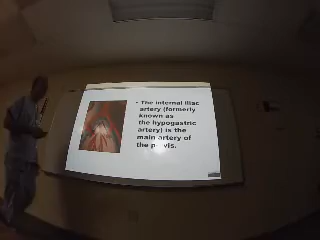 • The internal iliac
artery (formerly
known as
the hypogastric
artery) is the
main artery of
the pelvis.